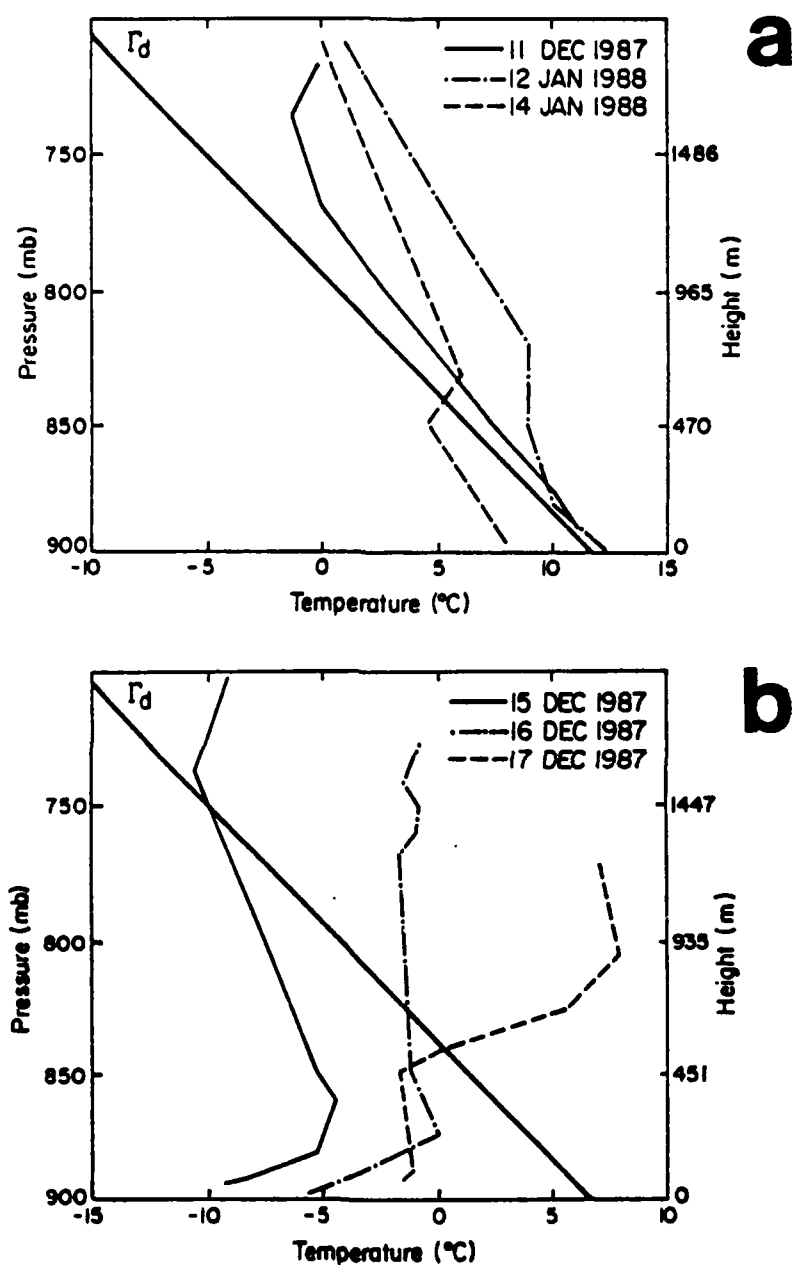 a
Γd
11 DEC 1987
12 JAN 1988
14 JAN 1988
Pressure (mb)
750
800
850
900
1486
965
470
0
Height (m)
-10
-5
0
5
10
15
Temperature (°C)
b
Γd
15 DEC 1987
16 DEC 1987
17 DEC 1987
Pressure (mb)
750
800
850
900
1447
935
451
0
Height (m)
-15
-10
-5
0
5
10
Temperature (°C)